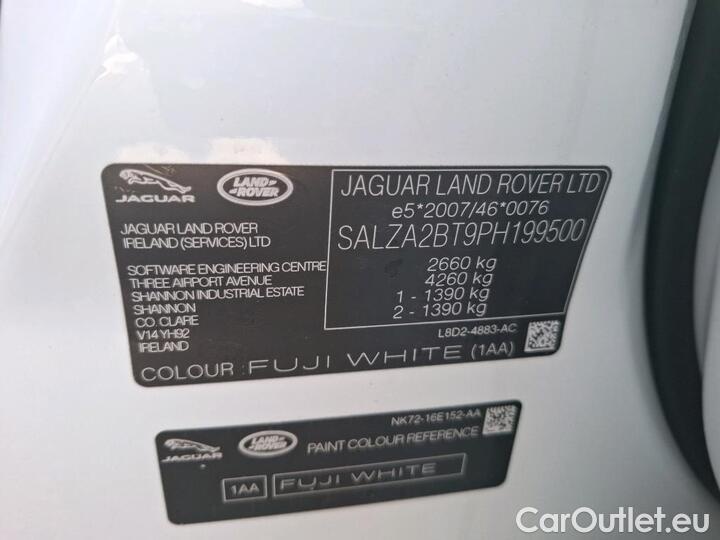 JAGUAR
LAND ROVER
JAGUAR LAND ROVER
IRELAND (SERVICES) LTD
SOFTWARE ENGINEERING CENTRE
THREE AIRPORT AVENUE
SHANNON INDUSTRIAL ESTATE
SHANNON
CO. CLARE
V14 YH92
IRELAND
JAGUAR LAND ROVER LTD
e5*2007/46*0076
SALZA2BT9PH199500
2660 kg
4260 kg
1 - 1390 kg
2 - 1390 kg
L8D2-4883-AC
COLOUR : FUJI WHITE (1AA)
NK72-16E152-AA
JAGUAR
LAND ROVER
PAINT COLOUR REFERENCE
1AA FUJI WHITE
CarOutlet.eu